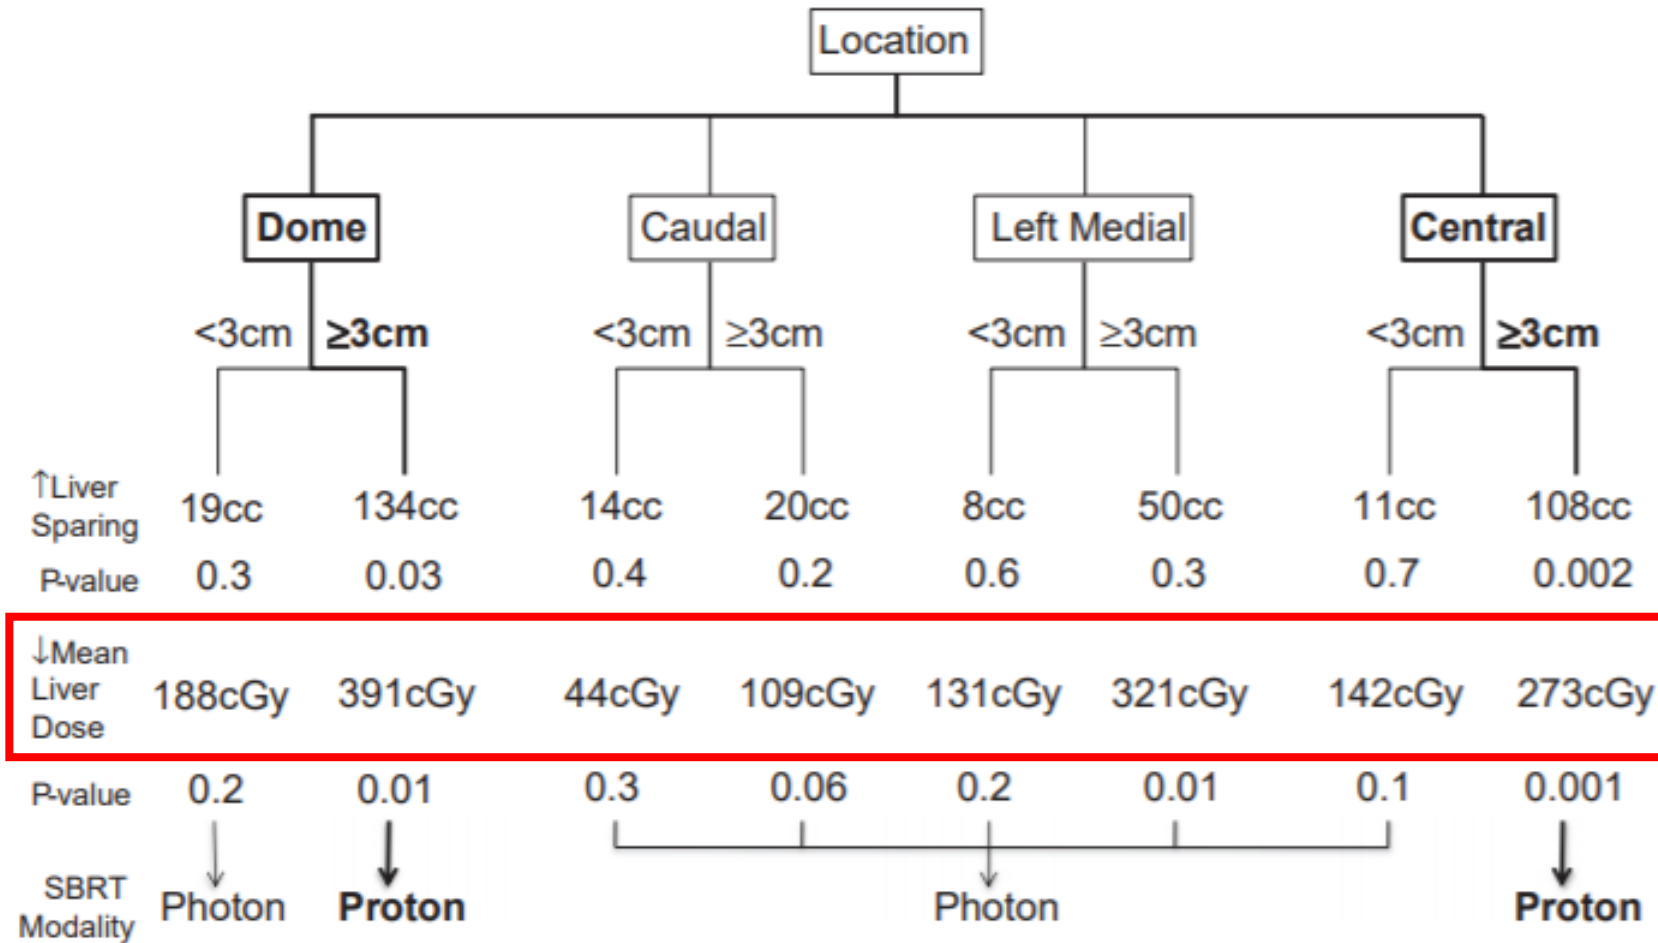 Location
Dome Caudal Left Medial Central
<3cm ≥3cm <3cm ≥3cm <3cm ≥3cm <3cm ≥3cm
↑Liver
Sparing
19cc 134cc 14cc 20cc 8cc 50cc 11cc 108cc
P-value 0.3 0.03 0.4 0.2 0.6 0.3 0.7 0.002
↓Mean
Liver
Dose
188cGy 391cGy 44cGy 109cGy 131cGy 321cGy 142cGy 273cGy
P-value 0.2 0.01 0.3 0.06 0.2 0.01 0.1 0.001
SBRT
Modality
Photon Proton Photon Proton